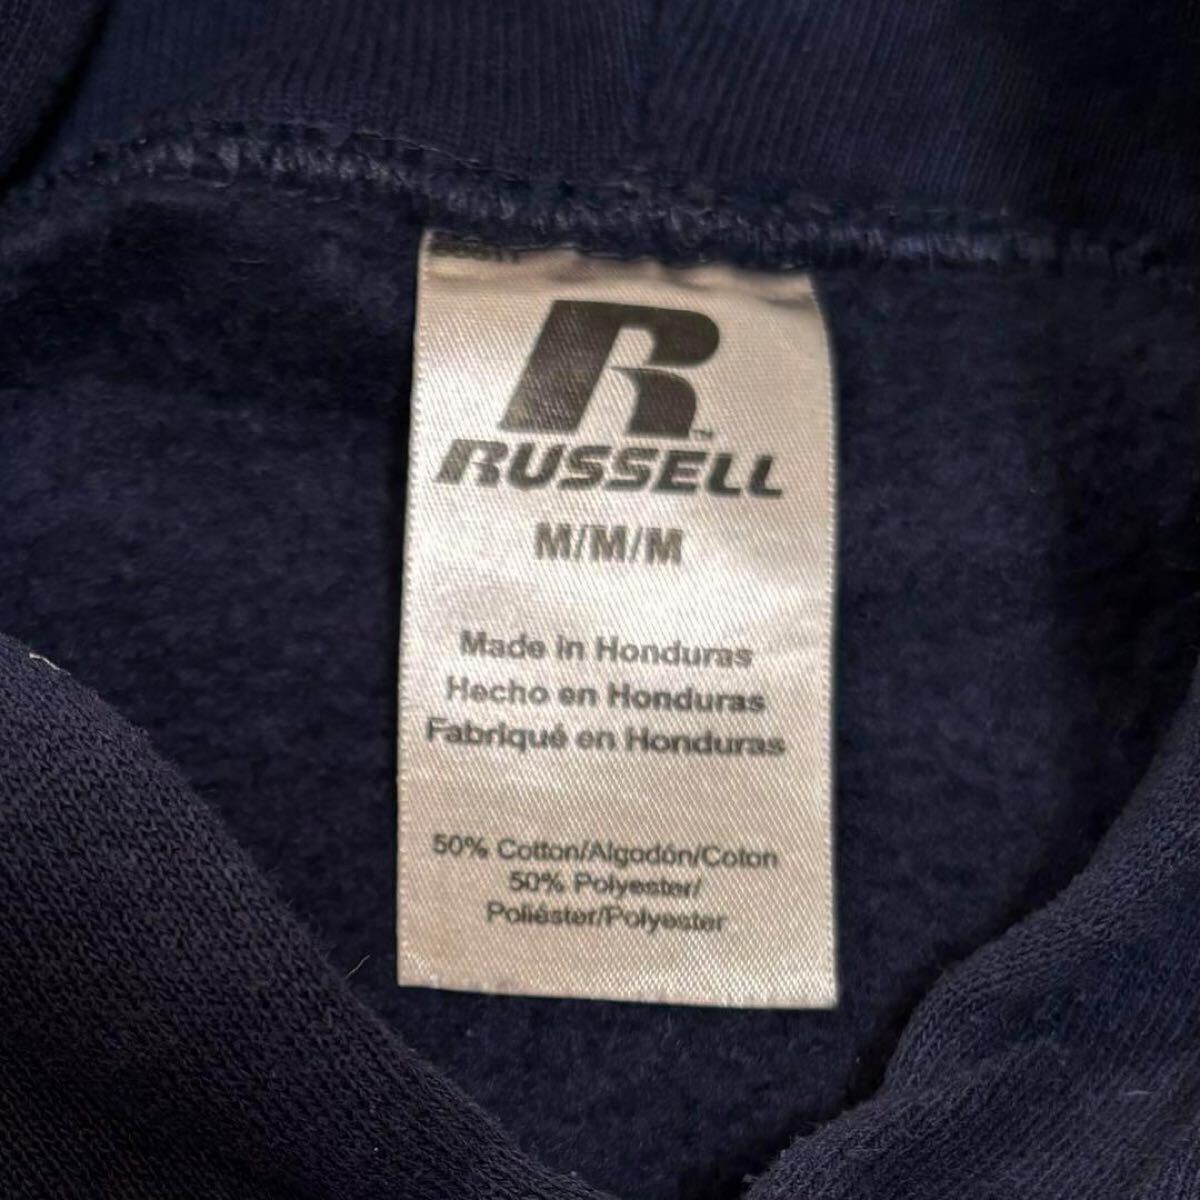 R
RUSSELL
M/M/M
Made in Honduras
Hecho en Honduras
Fabriqué en Honduras
50% Cotton/Algodón/Coton
50% Polyester/
Poliéster/Polyester